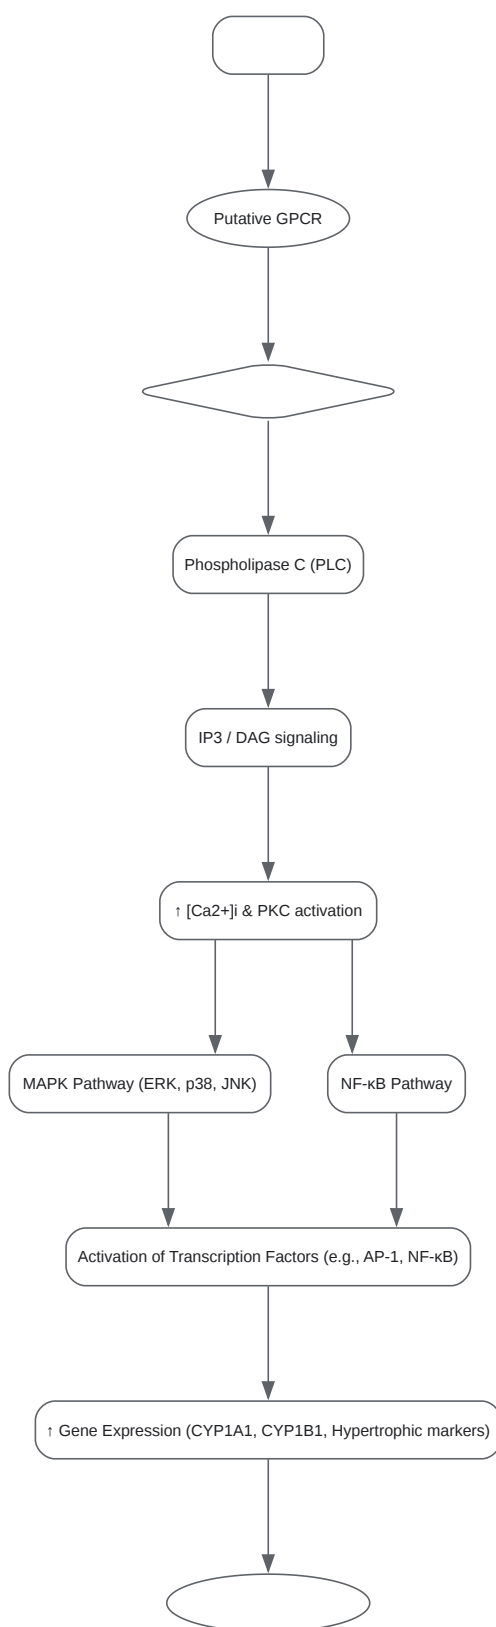 Putative GPCR
Phospholipase C (PLC)
IP3 / DAG signaling
↑ [Ca2+]i & PKC activation
MAPK Pathway (ERK, p38, JNK)
NF-κB Pathway
Activation of Transcription Factors (e.g., AP-1, NF-κB)
↑ Gene Expression (CYP1A1, CYP1B1, Hypertrophic markers)